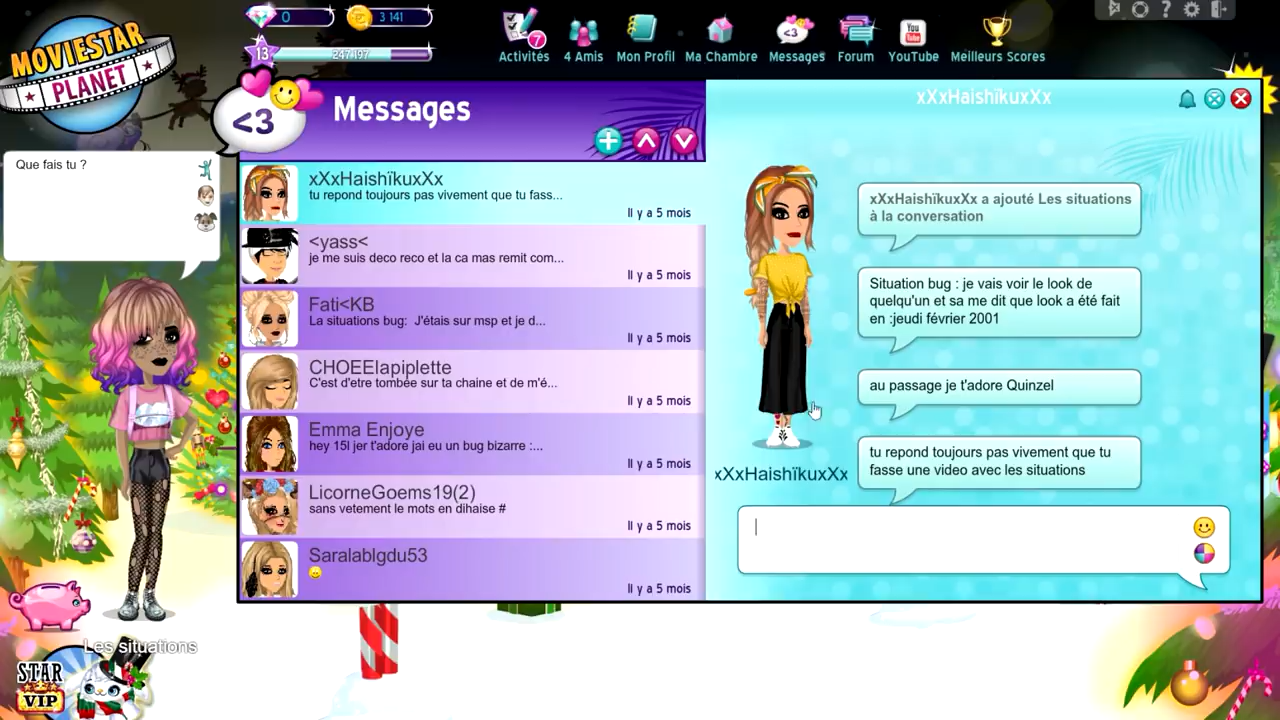 MOVIESTAR
PLANET
0
3 141
13
247 197
7
<3
Activités
4 Amis
Mon Profil
Ma Chambre
Messages
Forum
You
Tube
YouTube
Meilleurs Scores
Que fais tu ?
<3
Messages
xXxHaishïkuxXx
tu repond toujours pas vivement que tu fass...
Il y a 5 mois
<yass<
je me suis deco reco et la ca mas remit com...
Il y a 5 mois
Fati<KB
La situations bug: J'étais sur msp et je d...
Il y a 5 mois
CHOEElapiplette
C'est d'etre tombée sur ta chaine et de m'é...
Il y a 5 mois
Emma Enjoye
hey 15l jer t'adore jai eu un bug bizarre :...
Il y a 5 mois
LicorneGoems19(2)
sans vetement le mots en dihaise #
Il y a 5 mois
Saralablgdu53
Il y a 5 mois
xXxHaishïkuxXx
xXxHaishïkuxXx a ajouté Les situations
à la conversation
Situation bug : je vais voir le look de
quelqu'un et sa me dit que look a été fait
en :jeudi février 2001
au passage je t'adore Quinzel
tu repond toujours pas vivement que tu
fasse une video avec les situations
xXxHaishïkuxXx
Les situations
STAR
VIP